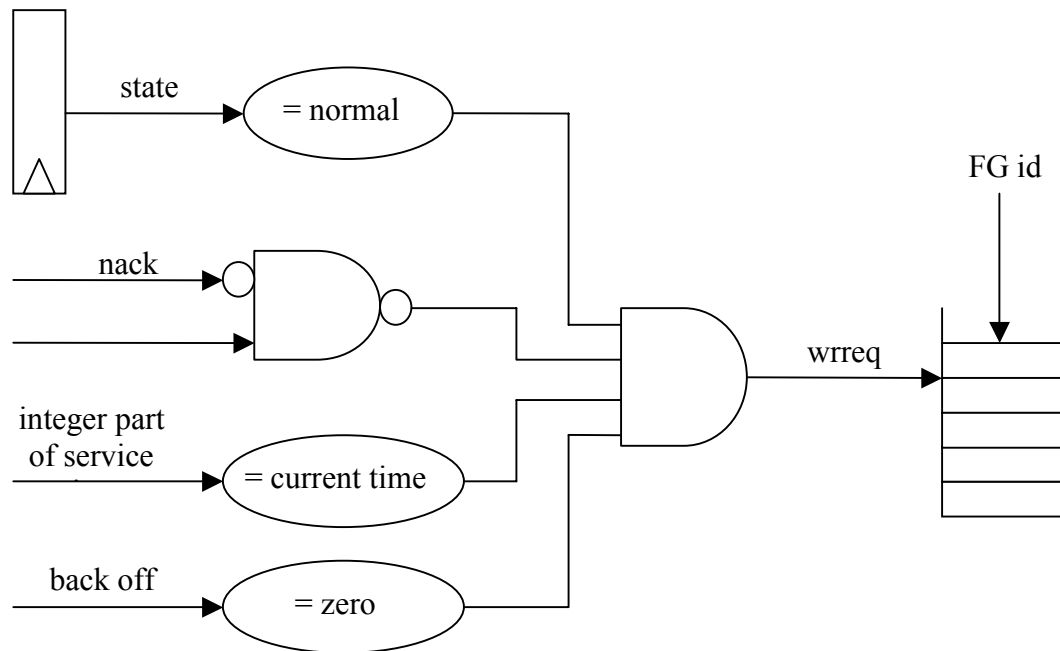 state
= normal
FG id
nack
wrreq
integer part
of service
= current time
back off
= zero